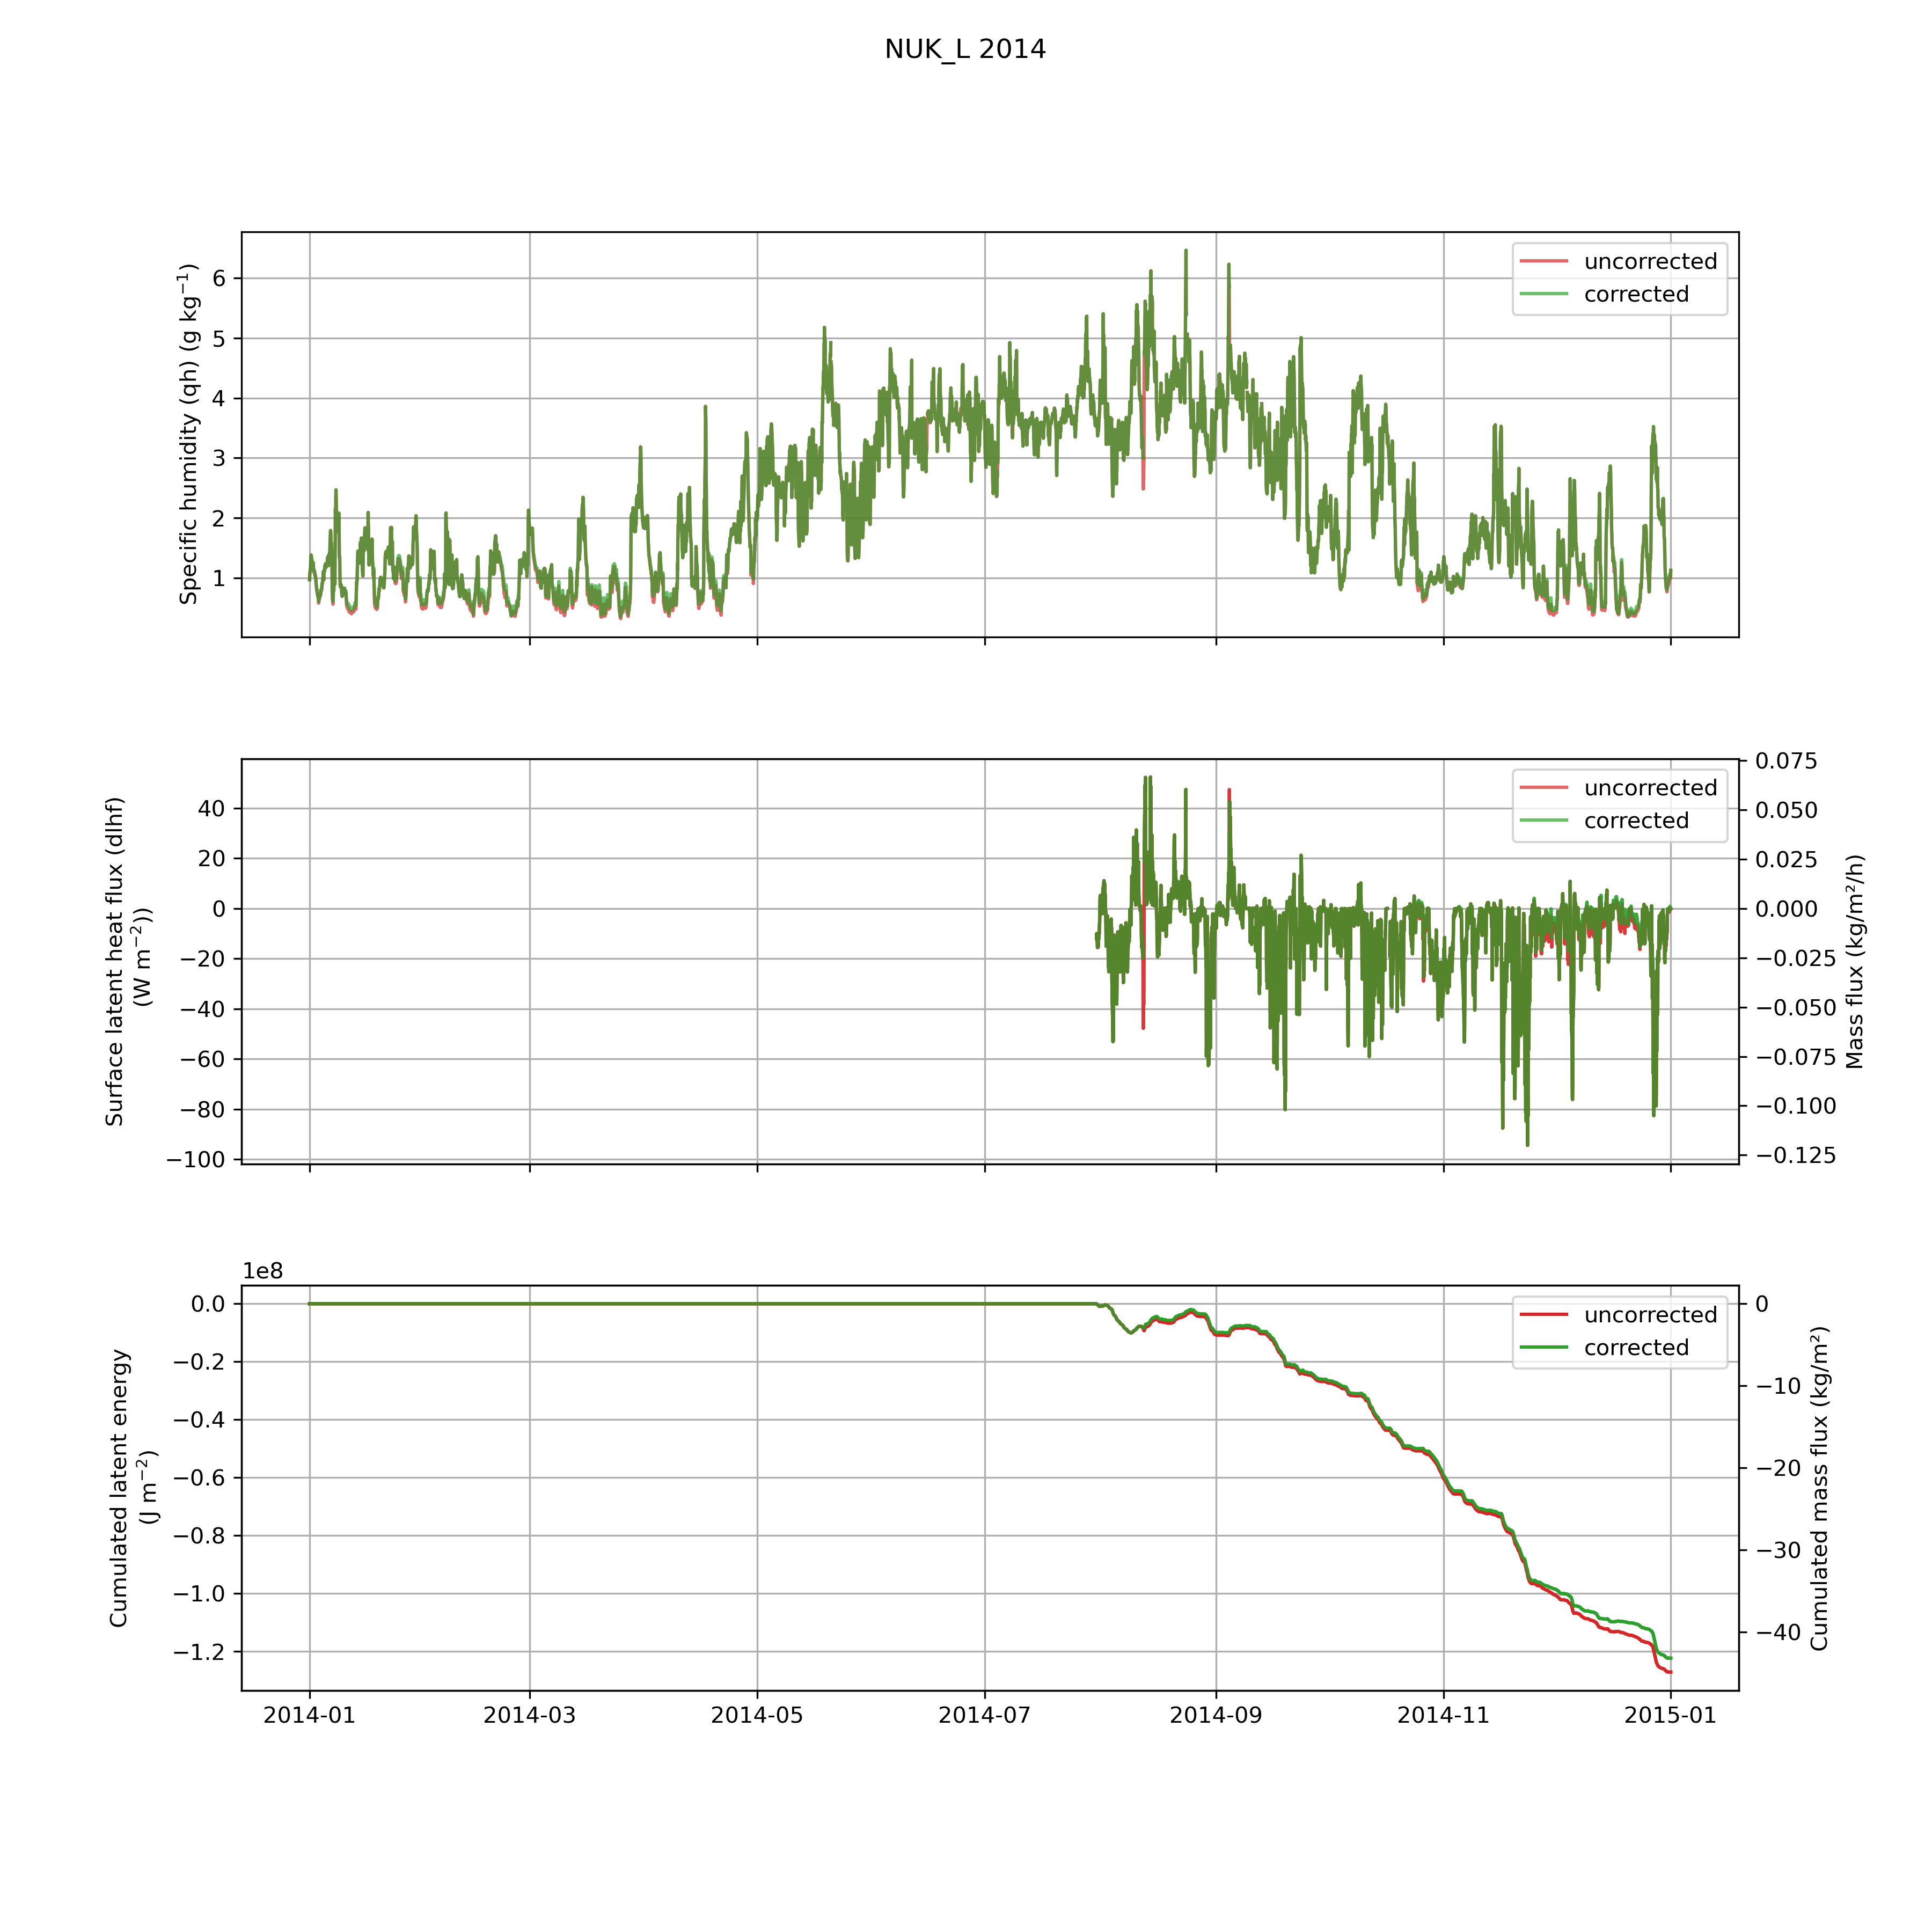 NUK_L 2014
Specific humidity (qh) (g kg⁻¹)
6
5
4
3
2
1
uncorrected
corrected
Surface latent heat flux (dlhf)
(W m⁻²))
40
20
0
−20
−40
−60
−80
−100
uncorrected
corrected
0.075
0.050
0.025
0.000
−0.025
−0.050
−0.075
−0.100
−0.125
Mass flux (kg/m²/h)
1e8
Cumulated latent energy
(J m⁻²)
0.0
−0.2
−0.4
−0.6
−0.8
−1.0
−1.2
uncorrected
corrected
0
−10
−20
−30
−40
Cumulated mass flux (kg/m²)
2014-01
2014-03
2014-05
2014-07
2014-09
2014-11
2015-01